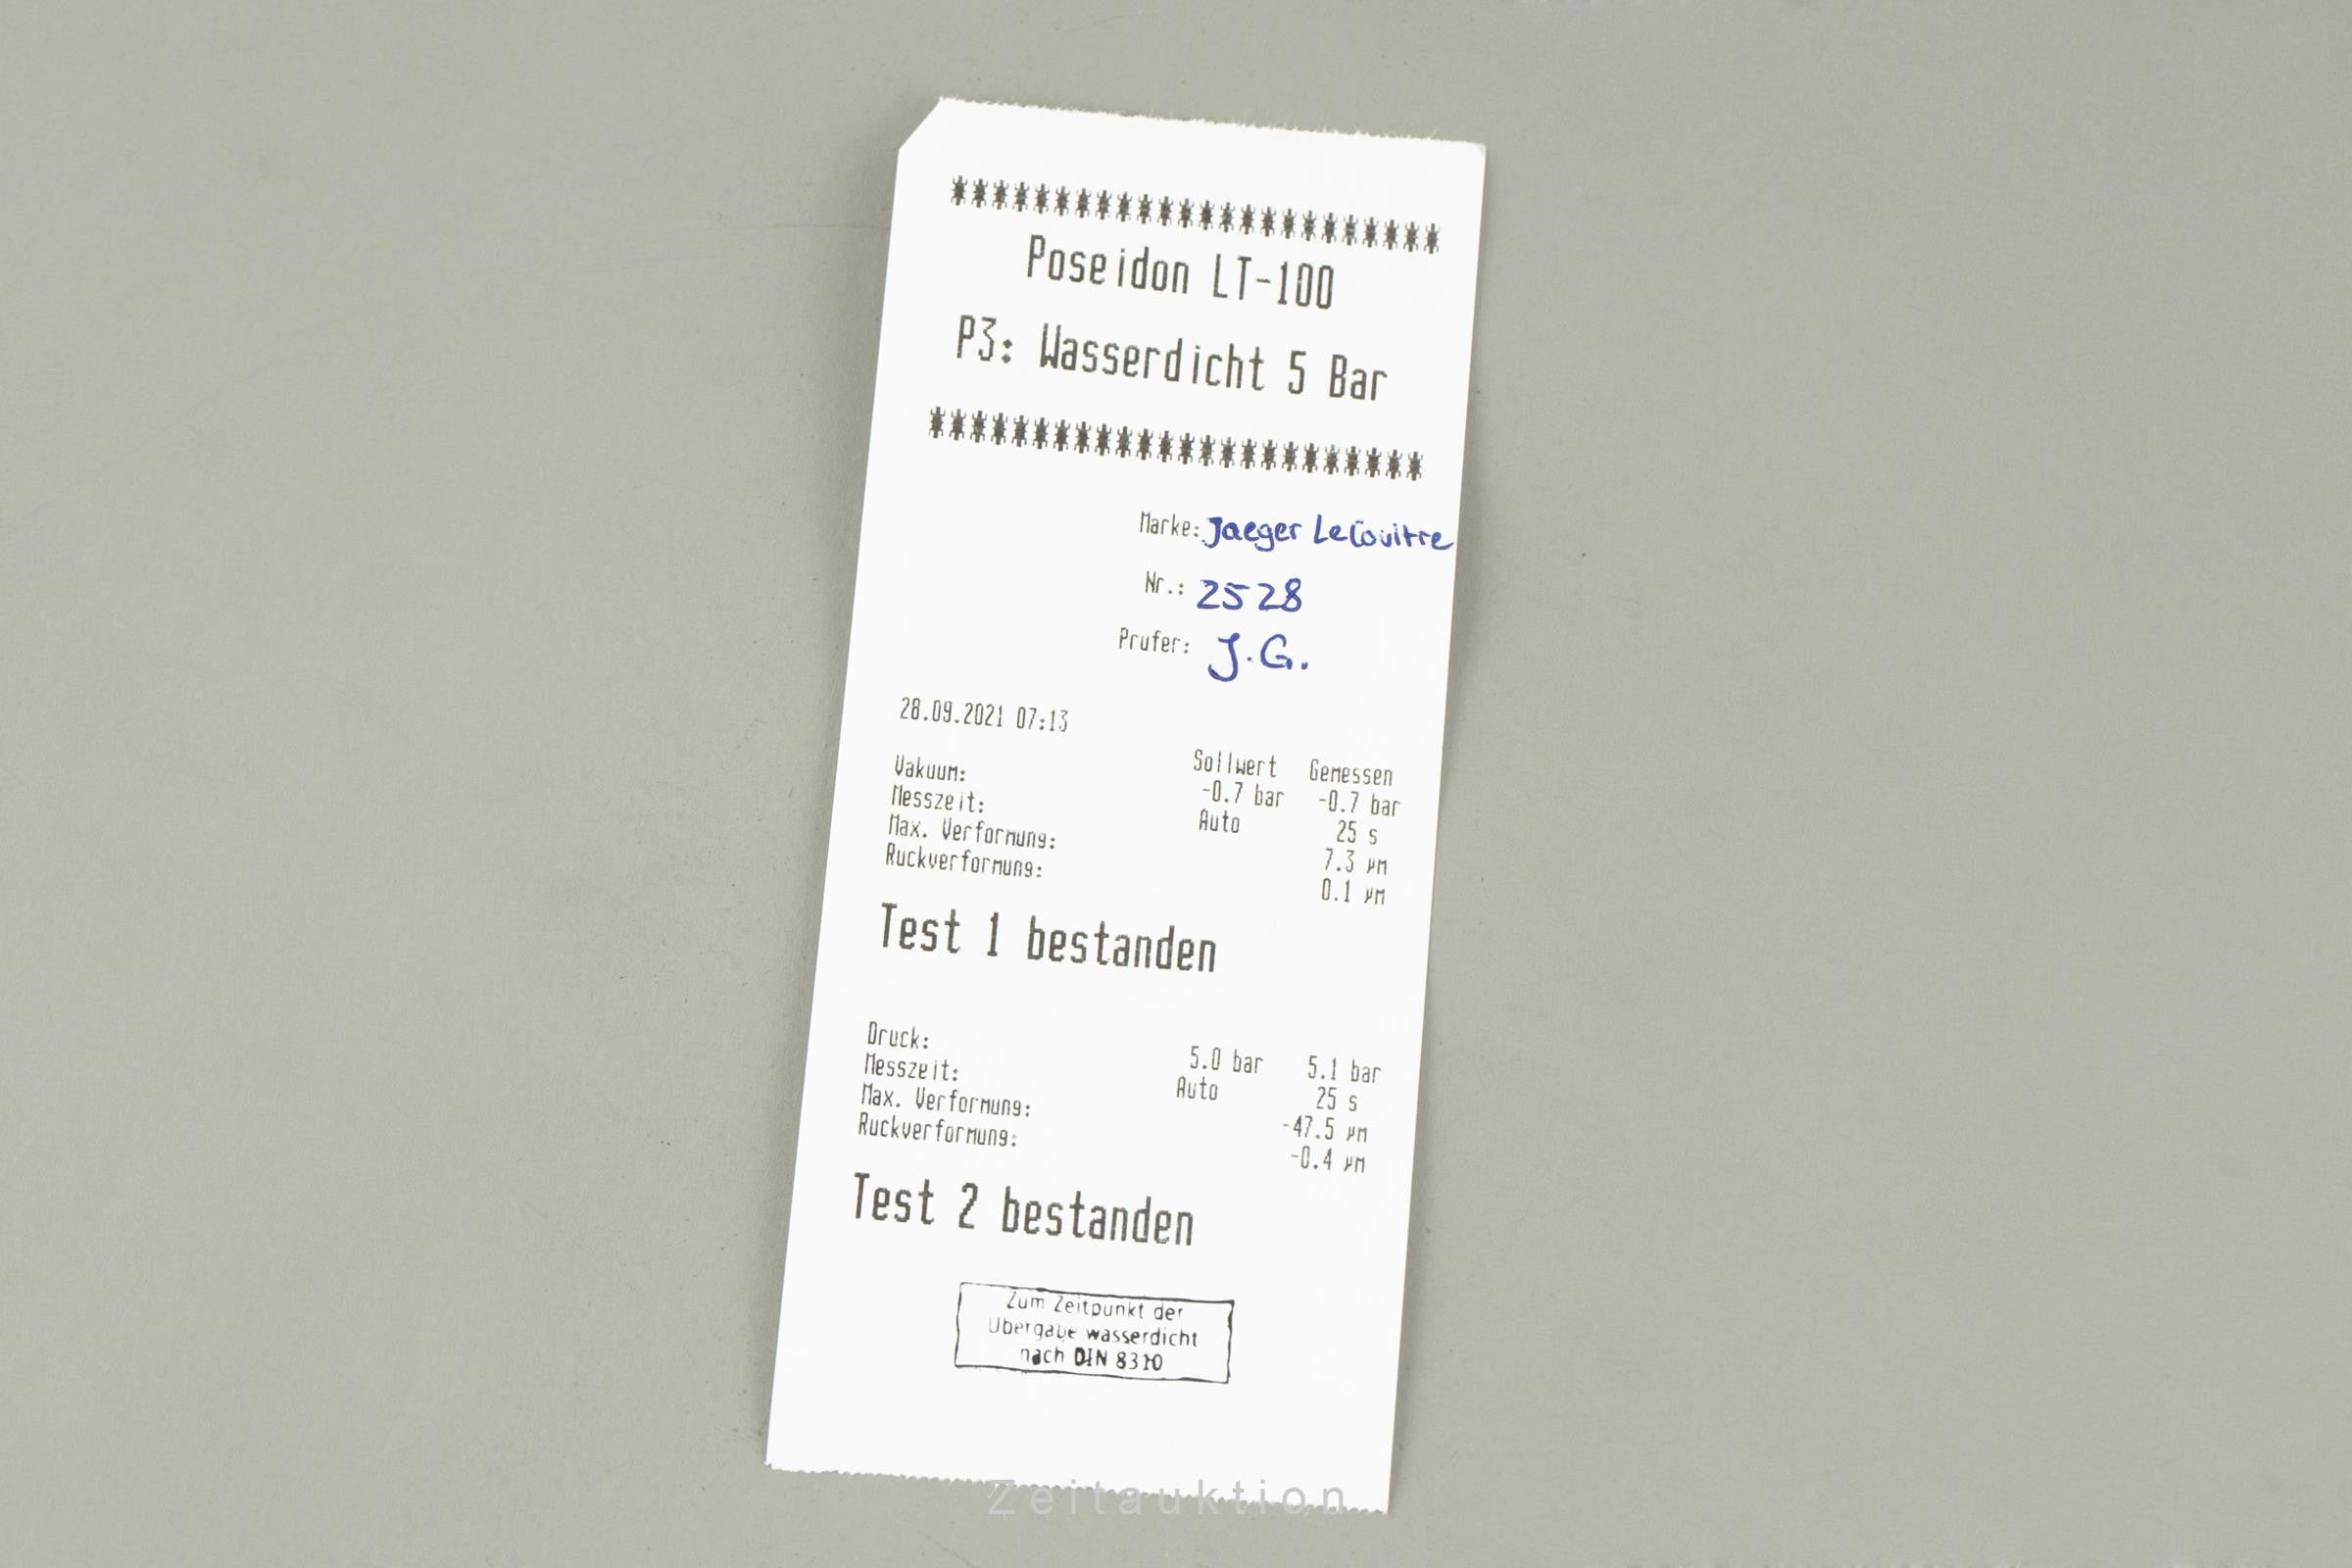 ************************
Poseidon LT-100
P3: Wasserdicht 5 Bar
************************
Marke: Jaeger LeCouitre
Nr.: 2528
Prufer: J.G.
28.09.2021 07:13
Sollwert Gemessen
Vakuum: -0.7 bar -0.7 bar
Messzeit: Auto 25 s
Max. Verformung: 7.3 µm
Ruckverformung: 0.1 µm
Test 1 bestanden
Druck: 5.0 bar 5.1 bar
Messzeit: Auto 25 s
Max. Verformung: -47.5 µm
Ruckverformung: -0.4 µm
Test 2 bestanden
Zum Zeitpunkt der
Übergabe wasserdicht
nach DIN 8310
Zeitauktion